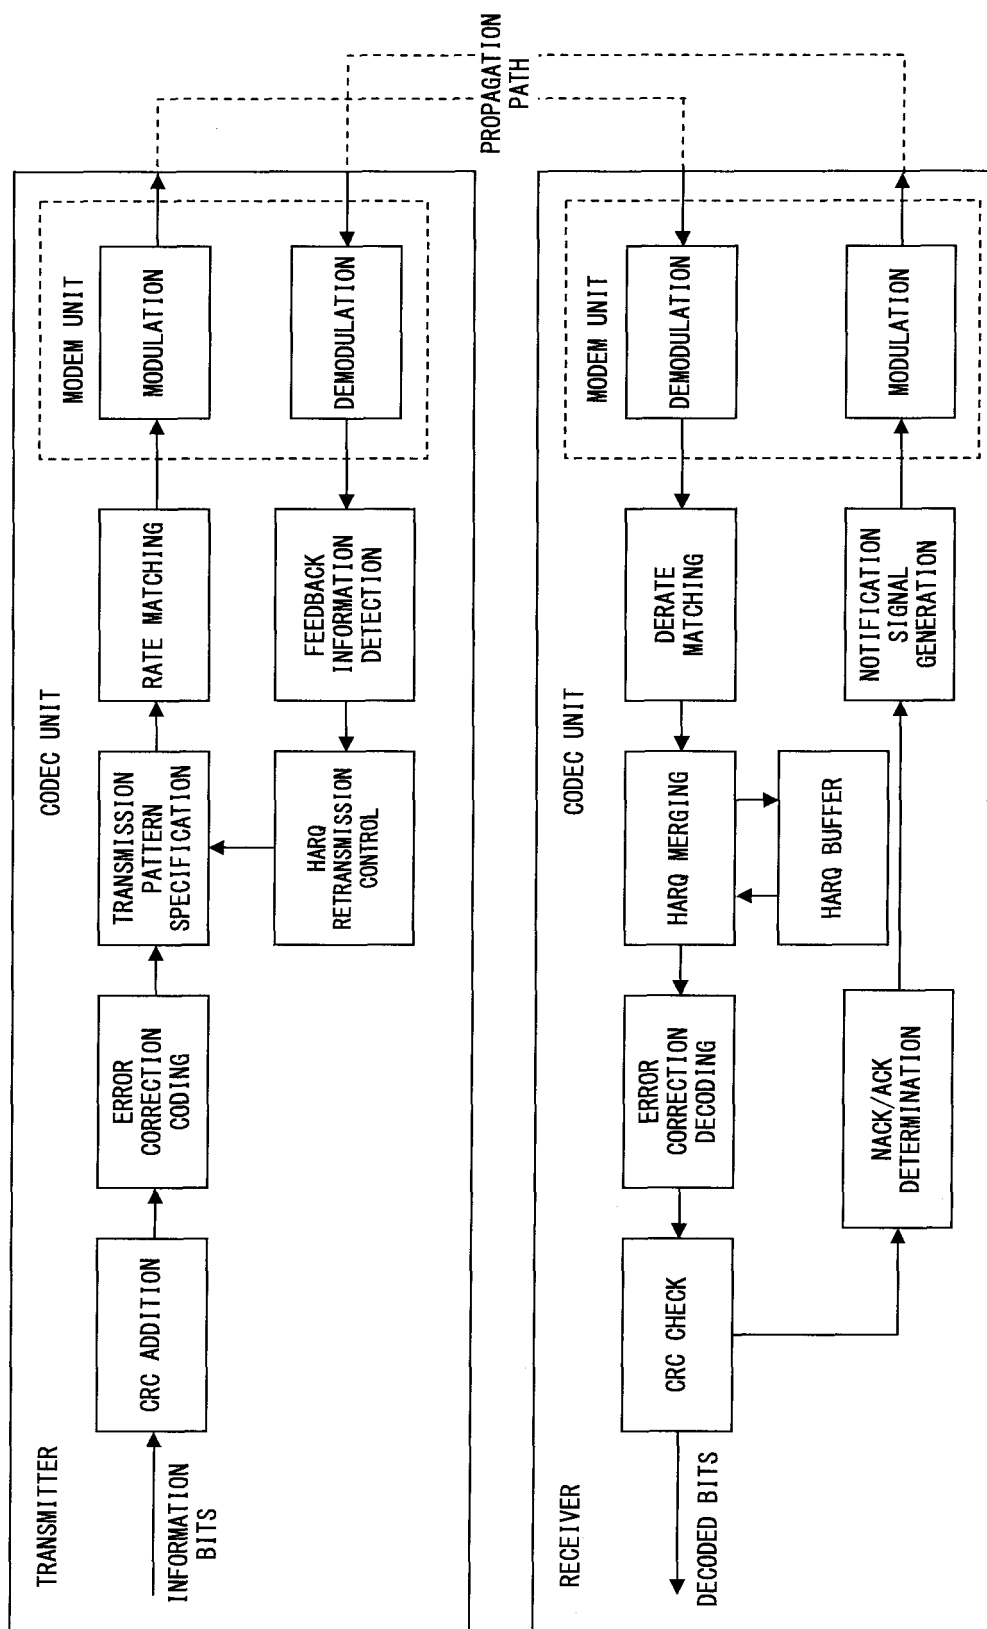 TRANSMITTER
INFORMATION
BITS
CRC ADDITION
ERROR
CORRECTION
CODING
CODEC UNIT
TRANSMISSION
PATTERN
SPECIFICATION
RATE MATCHING
HARQ
RETRANSMISSION
CONTROL
FEEDBACK
INFORMATION
DETECTION
MODEM UNIT
MODULATION
DEMODULATION
PROPAGATION
PATH
RECEIVER
DECODED BITS
CRC CHECK
ERROR
CORRECTION
DECODING
CODEC UNIT
HARQ MERGING
HARQ BUFFER
DERATE
MATCHING
NACK/ACK
DETERMINATION
NOTIFICATION
SIGNAL
GENERATION
MODEM UNIT
DEMODULATION
MODULATION